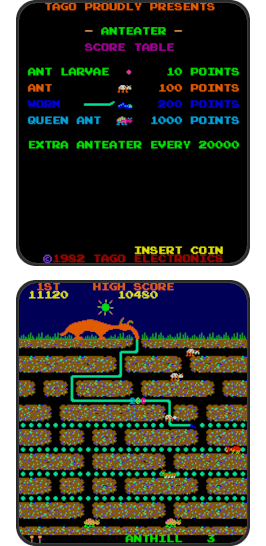 TAGO PROUDLY PRESENTS
- ANTEATER -
SCORE TABLE
ANT LARVAE 10 POINTS
ANT 100 POINTS
WORM 200 POINTS
QUEEN ANT 1000 POINTS
EXTRA ANTEATER EVERY 20000
INSERT COIN
©1982 TAGO ELECTRONICS
1ST HIGH SCORE
11120 10480
ANTHILL 3